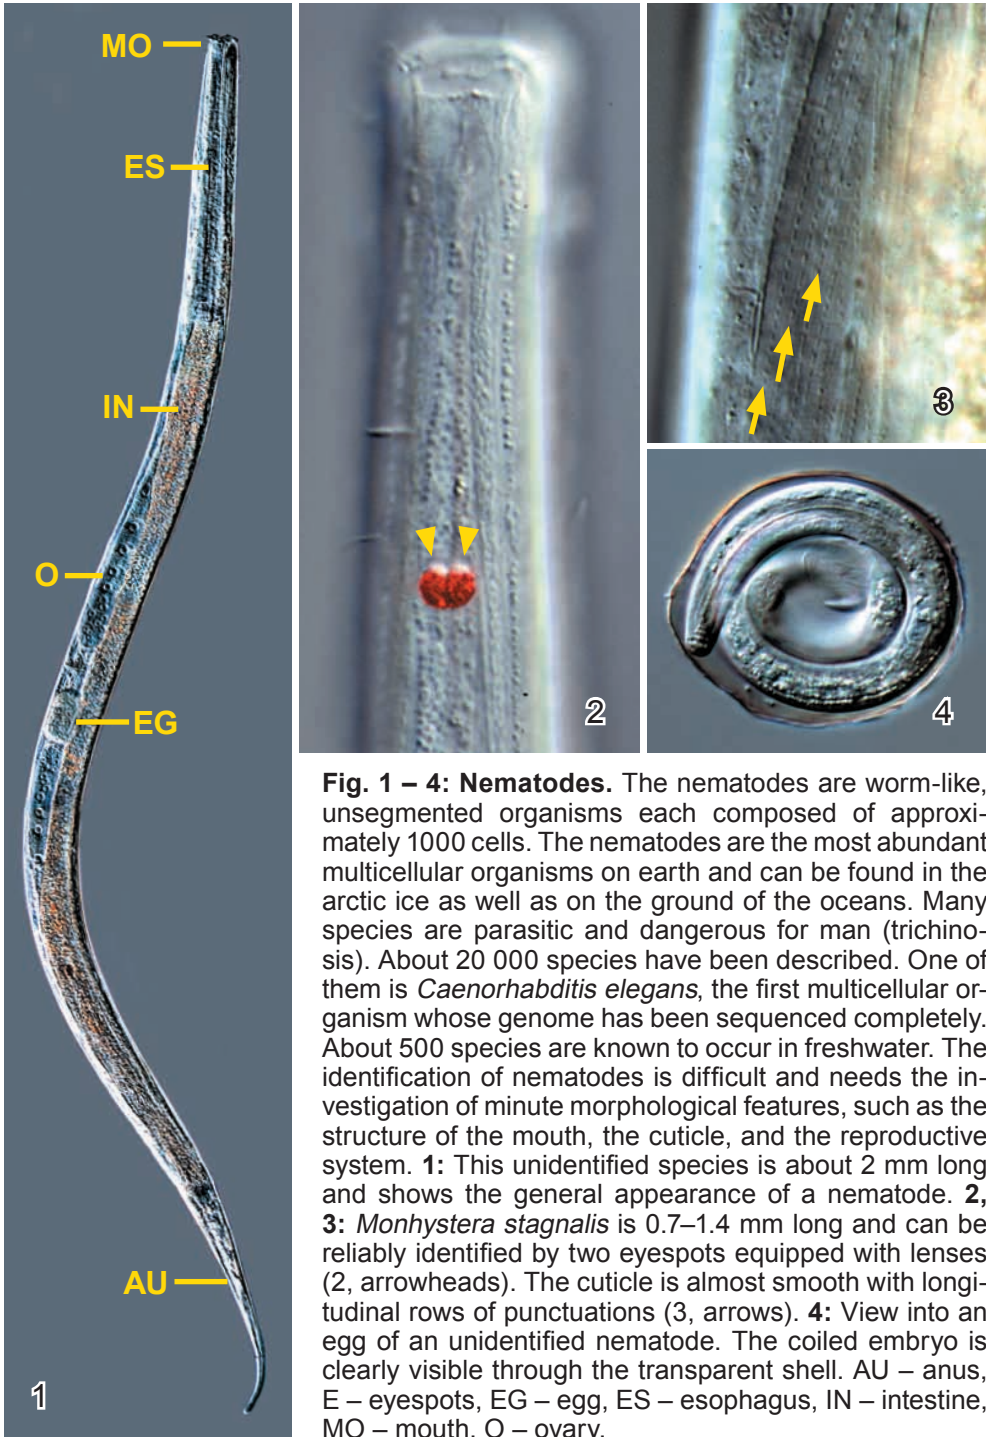 MO
ES
IN
O
EG
AU
1
2
3
4
Fig. 1 – 4: Nematodes. The nematodes are worm-like,
unsegmented organisms each composed of approxi-
mately 1000 cells. The nematodes are the most abundant
multicellular organisms on earth and can be found in the
arctic ice as well as on the ground of the oceans. Many
species are parasitic and dangerous for man (trichino-
sis). About 20 000 species have been described. One of
them is Caenorhabditis elegans, the first multicellular or-
ganism whose genome has been sequenced completely.
About 500 species are known to occur in freshwater. The
identification of nematodes is difficult and needs the in-
vestigation of minute morphological features, such as the
structure of the mouth, the cuticle, and the reproductive
system. 1: This unidentified species is about 2 mm long
and shows the general appearance of a nematode. 2,
3: Monhystera stagnalis is 0.7–1.4 mm long and can be
reliably identified by two eyespots equipped with lenses
(2, arrowheads). The cuticle is almost smooth with longi-
tudinal rows of punctuations (3, arrows). 4: View into an
egg of an unidentified nematode. The coiled embryo is
clearly visible through the transparent shell. AU – anus,
E – eyespots, EG – egg, ES – esophagus, IN – intestine,
MO – mouth, O – ovary.